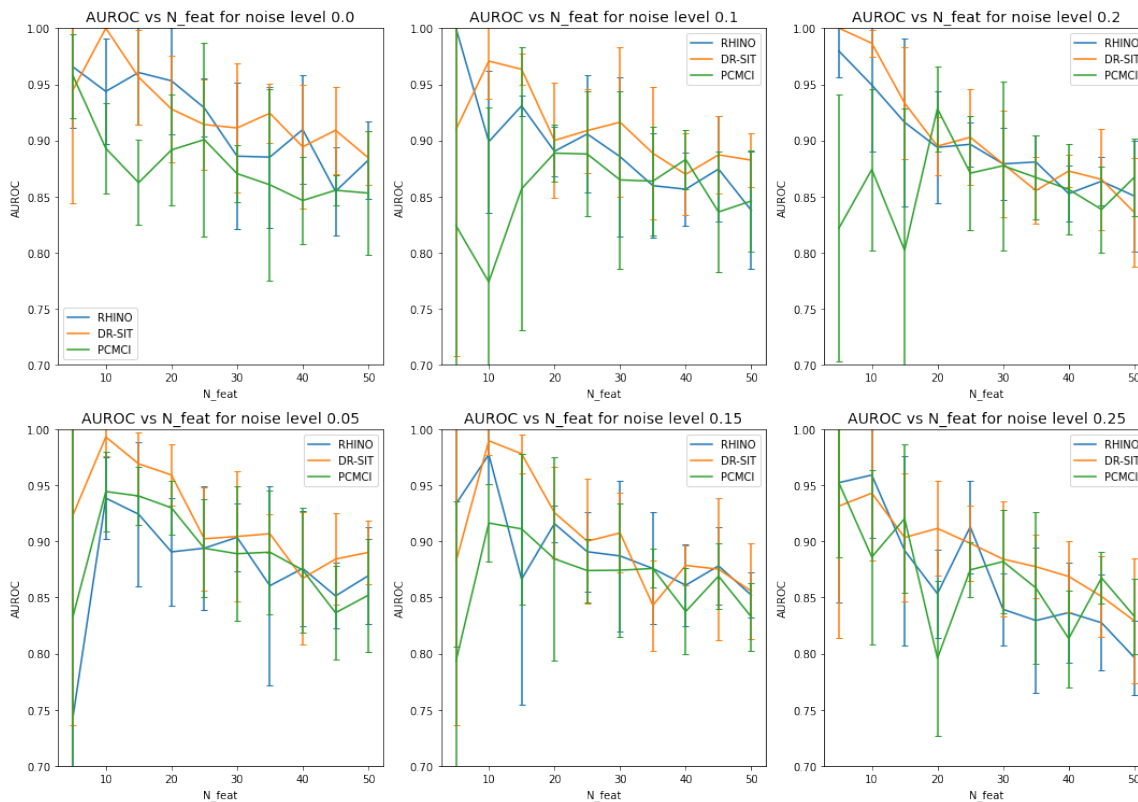 AUROC vs N_feat for noise level 0.0
1.00
0.95
0.90
0.85
0.80
0.75
0.70
AUROC
RHINO
DR-SIT
PCMCI
10
20
30
40
50
N_feat
AUROC vs N_feat for noise level 0.1
1.00
0.95
0.90
0.85
0.80
0.75
0.70
AUROC
RHINO
DR-SIT
PCMCI
10
20
30
40
50
N_feat
AUROC vs N_feat for noise level 0.2
1.00
0.95
0.90
0.85
0.80
0.75
0.70
AUROC
RHINO
DR-SIT
PCMCI
10
20
30
40
50
N_feat
AUROC vs N_feat for noise level 0.05
1.00
0.95
0.90
0.85
0.80
0.75
0.70
AUROC
RHINO
DR-SIT
PCMCI
10
20
30
40
50
N_feat
AUROC vs N_feat for noise level 0.15
1.00
0.95
0.90
0.85
0.80
0.75
0.70
AUROC
RHINO
DR-SIT
PCMCI
10
20
30
40
50
N_feat
AUROC vs N_feat for noise level 0.25
1.00
0.95
0.90
0.85
0.80
0.75
0.70
AUROC
RHINO
DR-SIT
PCMCI
10
20
30
40
50
N_feat